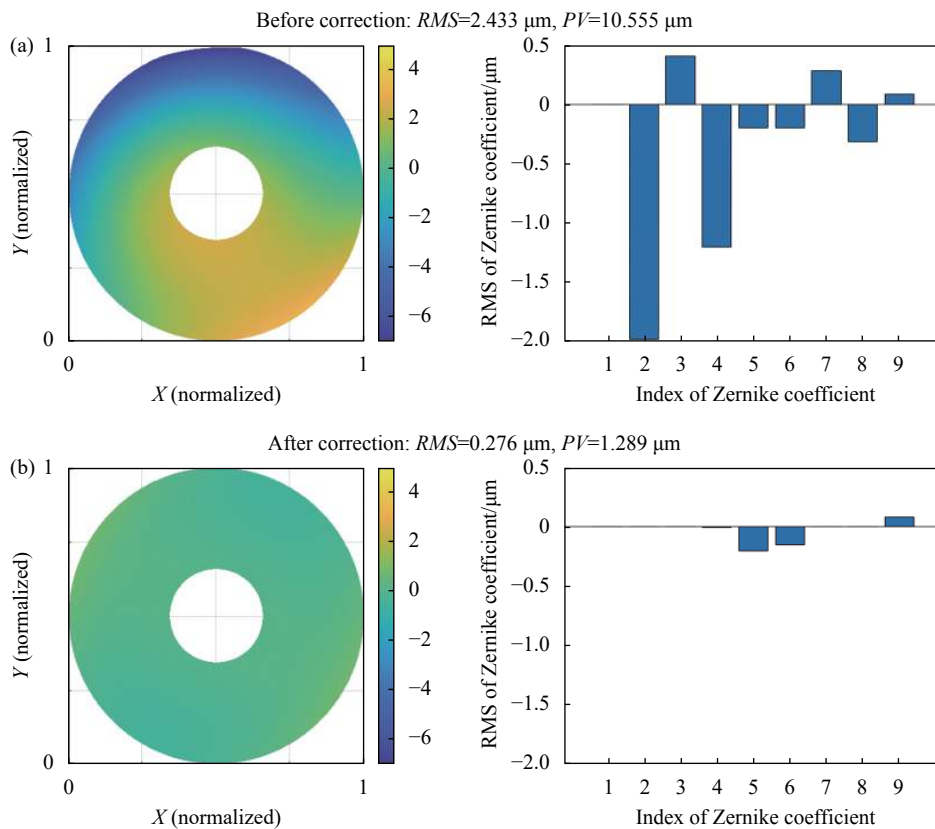 Before correction: RMS=2.433 μm, PV=10.555 μm
(a)
1
0
Y (normalized)
0
1
X (normalized)
4
2
0
−2
−4
−6
0.5
0
−0.5
−1.0
−1.5
−2.0
RMS of Zernike coefficient/μm
1 2 3 4 5 6 7 8 9
Index of Zernike coefficient
After correction: RMS=0.276 μm, PV=1.289 μm
(b)
1
0
Y (normalized)
0
1
X (normalized)
4
2
0
−2
−4
−6
0.5
0
−0.5
−1.0
−1.5
−2.0
RMS of Zernike coefficient/μm
1 2 3 4 5 6 7 8 9
Index of Zernike coefficient